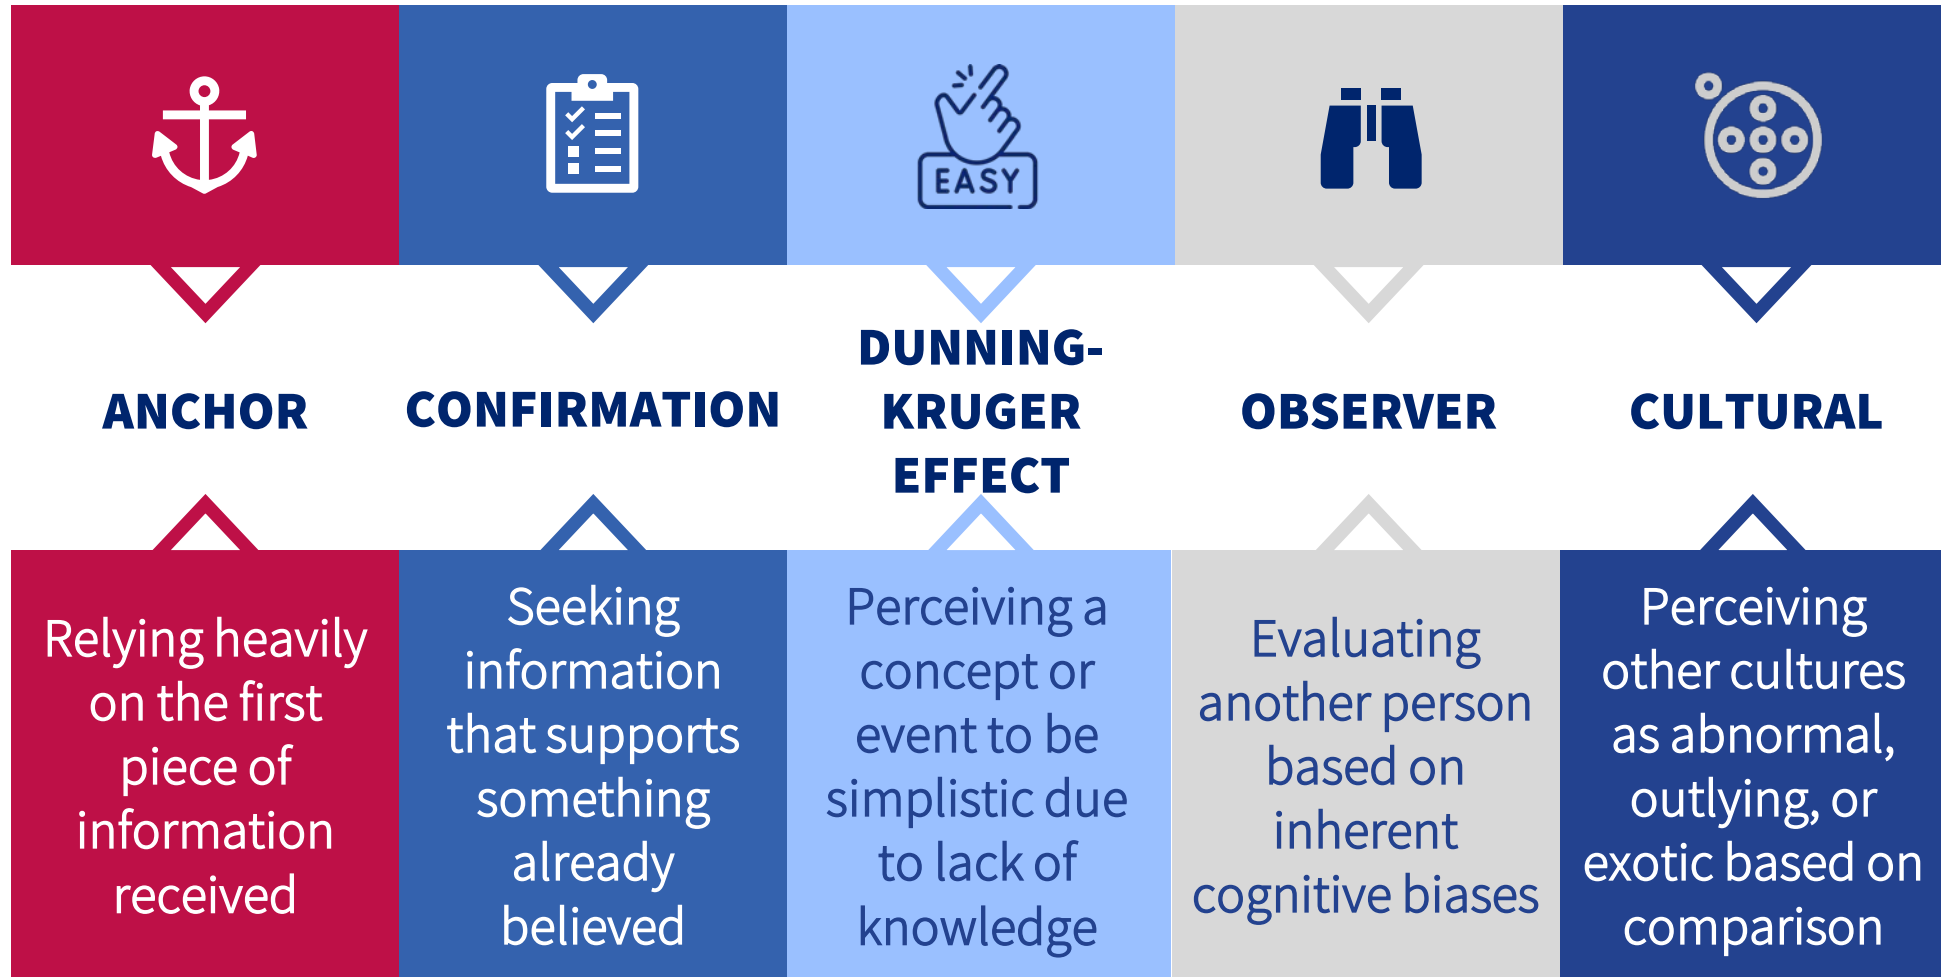 EASY
ANCHOR
CONFIRMATION
DUNNING-
KRUGER
EFFECT
OBSERVER
CULTURAL
Relying heavily
on the first
piece of
information
received
Seeking
information
that supports
something
already
believed
Perceiving a
concept or
event to be
simplistic due
to lack of
knowledge
Evaluating
another person
based on
inherent
cognitive biases
Perceiving
other cultures
as abnormal,
outlying, or
exotic based on
comparison